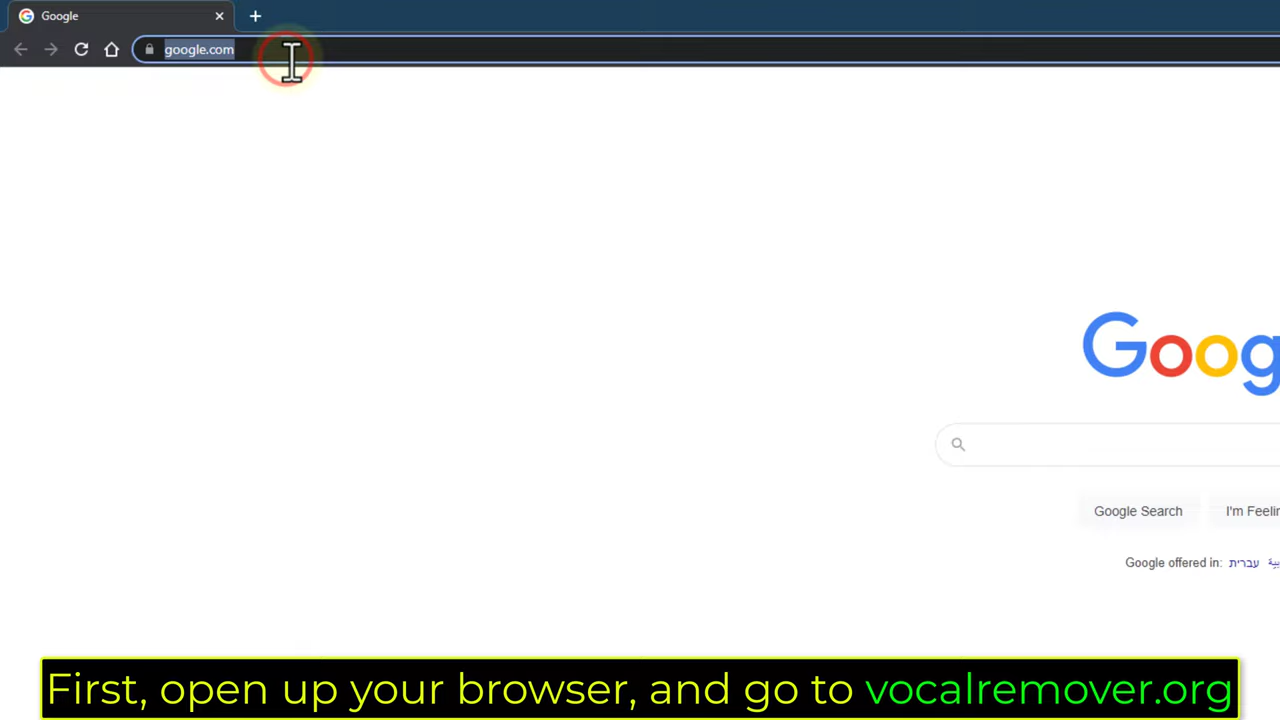 Google
google.com
Goog
Google Search
I'm Feelin
Google offered in: עברית
First, open up your browser, and go to vocalremover.org